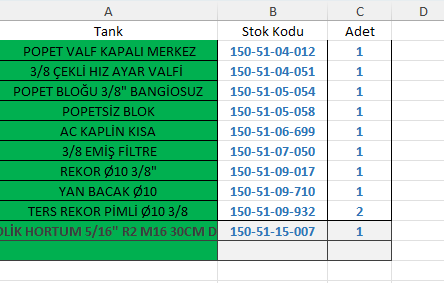 A B C D
Tank Stok Kodu Adet
POPET VALF KAPALI MERKEZ 150-51-04-012 1
3/8 ÇEKLİ HIZ AYAR VALFİ 150-51-04-051 1
POPET BLOĞU 3/8" BANGİOSUZ 150-51-05-054 1
POPETSİZ BLOK 150-51-05-058 1
AC KAPLİN KISA 150-51-06-699 1
3/8 EMİŞ FİLTRE 150-51-07-050 1
REKOR Ø10 3/8" 150-51-09-017 1
YAN BACAK Ø10 150-51-09-710 1
TERS REKOR PİMLİ Ø10 3/8 150-51-09-932 2
OLİK HORTUM 5/16" R2 M16 30CM D 150-51-15-007 1